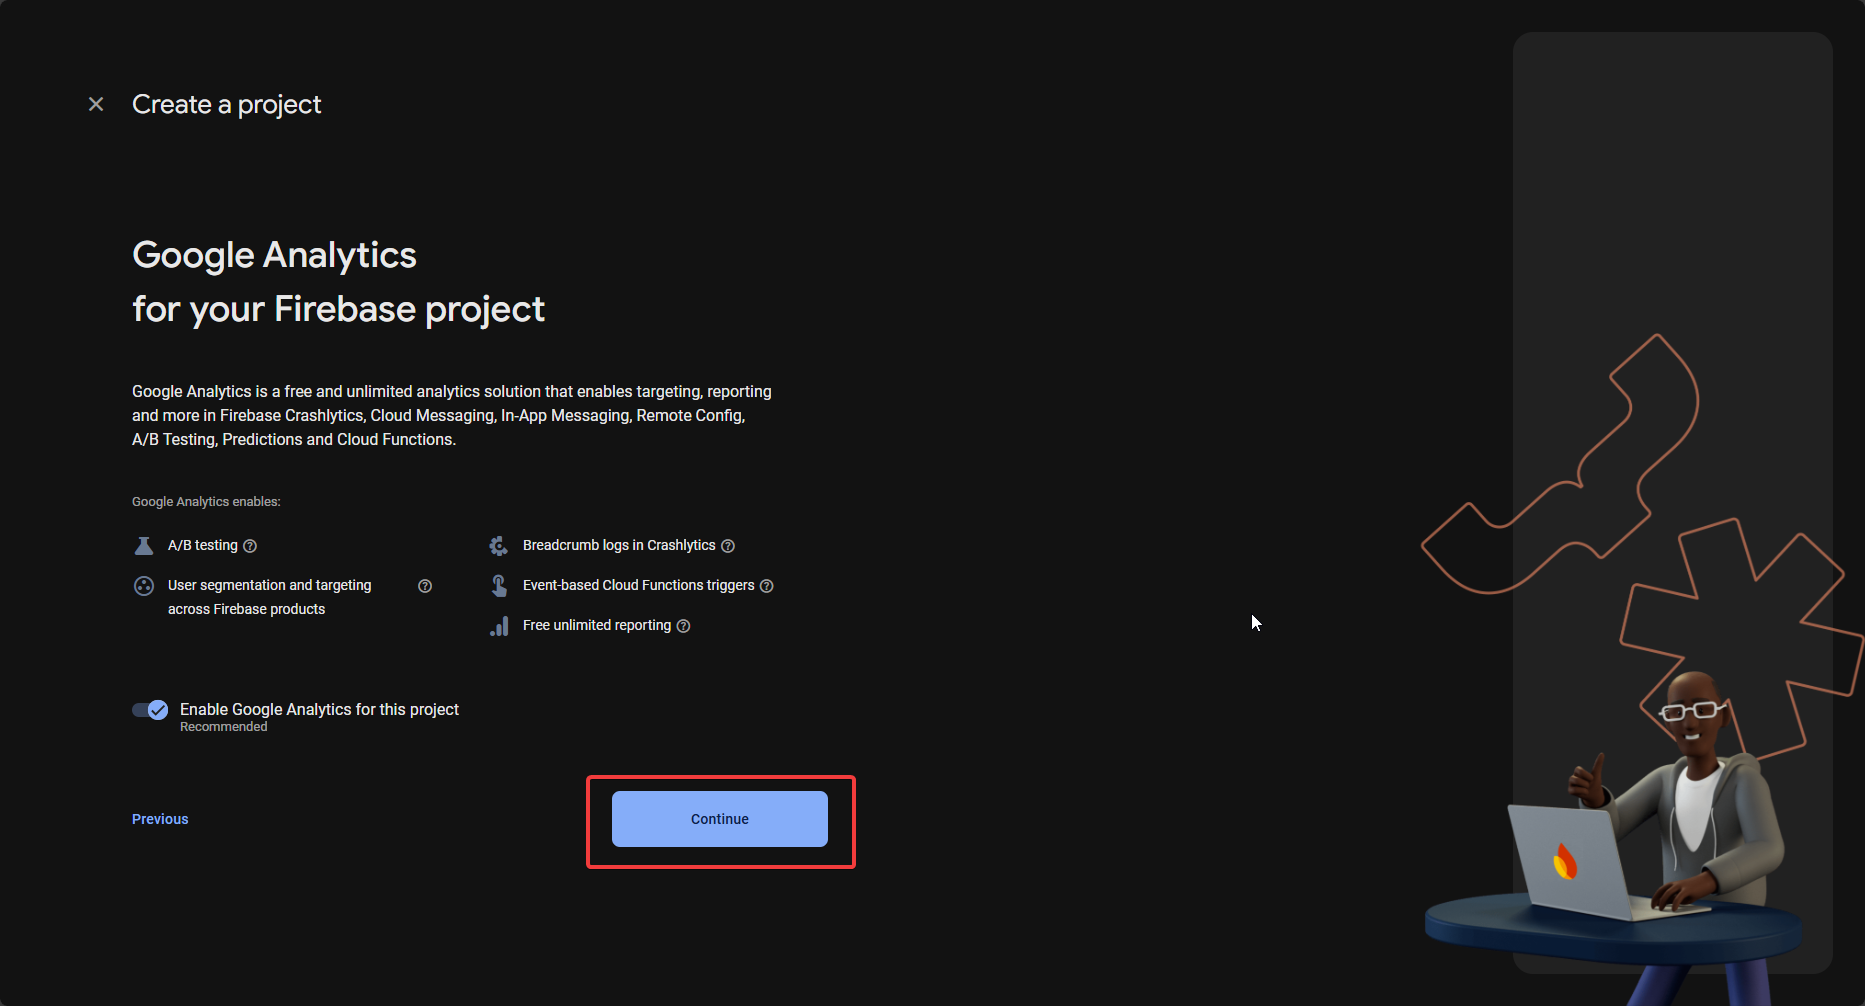 Create a project
Google Analytics
for your Firebase project
Google Analytics is a free and unlimited analytics solution that enables targeting, reporting
and more in Firebase Crashlytics, Cloud Messaging, In-App Messaging, Remote Config,
A/B Testing, Predictions and Cloud Functions.
Google Analytics enables:
A/B testing
User segmentation and targeting
across Firebase products
Breadcrumb logs in Crashlytics
Event-based Cloud Functions triggers
Free unlimited reporting
Enable Google Analytics for this project
Recommended
Previous
Continue